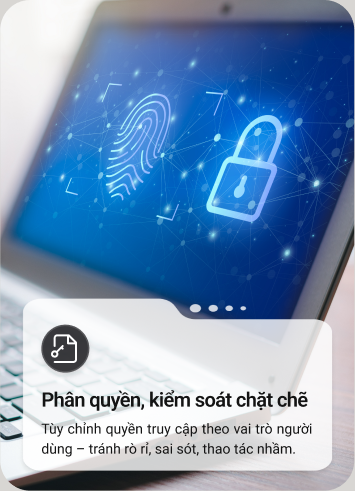 Phân quyền, kiểm soát chặt chẽ
Tùy chỉnh quyền truy cập theo vai trò người
dùng – tránh rò rỉ, sai sót, thao tác nhầm.